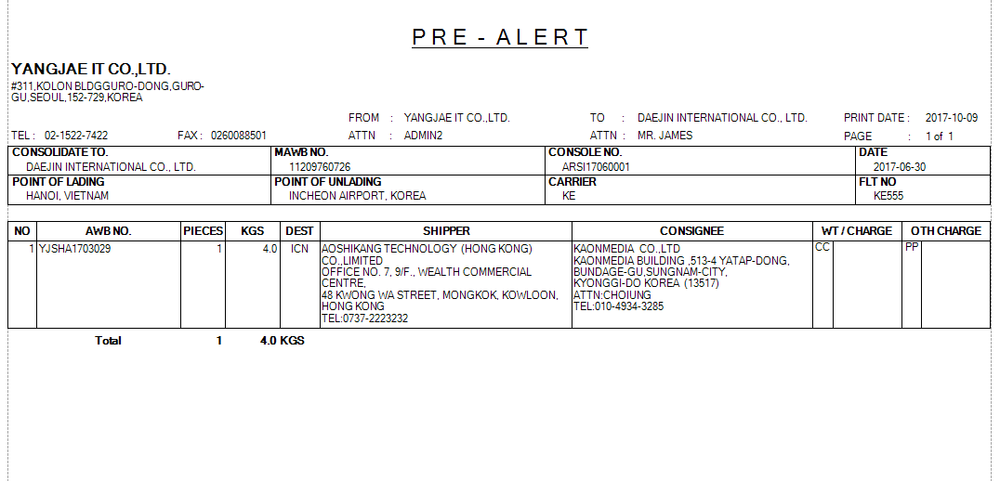 PRE - ALERT
YANGJAE IT CO.,LTD.
#311,KOLON BLDGGURO-DONG,GURO-
GU,SEOUL,152-729,KOREA
FROM : YANGJAE IT CO.,LTD. TO : DAEJIN INTERNATIONAL CO., LTD. PRINT DATE : 2017-10-09
TEL : 02-1522-7422 FAX : 0260088501 ATTN : ADMIN2 ATTN : MR. JAMES PAGE : 1 of 1
CONSOLIDATE TO. MAWB NO. CONSOLE NO. DATE
DAEJIN INTERNATIONAL CO., LTD. 11209760726 ARSI17060001 2017-06-30
POINT OF LADING POINT OF UNLADING CARRIER FLT NO
HANOI, VIETNAM INCHEON AIRPORT, KOREA KE KE555
NO AWB NO. PIECES KGS DEST SHIPPER CONSIGNEE WT / CHARGE OTH CHARGE
1 YJSHA1703029 1 4.0 ICN AOSHIKANG TECHNOLOGY (HONG KONG) KAONMEDIA CO.,LTD CC PP
CO.,LIMITED KAONMEDIA BUILDING ,513-4 YATAP-DONG,
OFFICE NO. 7, 9/F., WEALTH COMMERCIAL BUNDAGE-GU,SUNGNAM-CITY,
CENTRE, KYONGGI-DO KOREA (13517)
48 KWONG WA STREET, MONGKOK, KOWLOON, ATTN:CHOIUNG
HONG KONG TEL:010-4934-3285
TEL:0737-2223232
Total 1 4.0 KGS